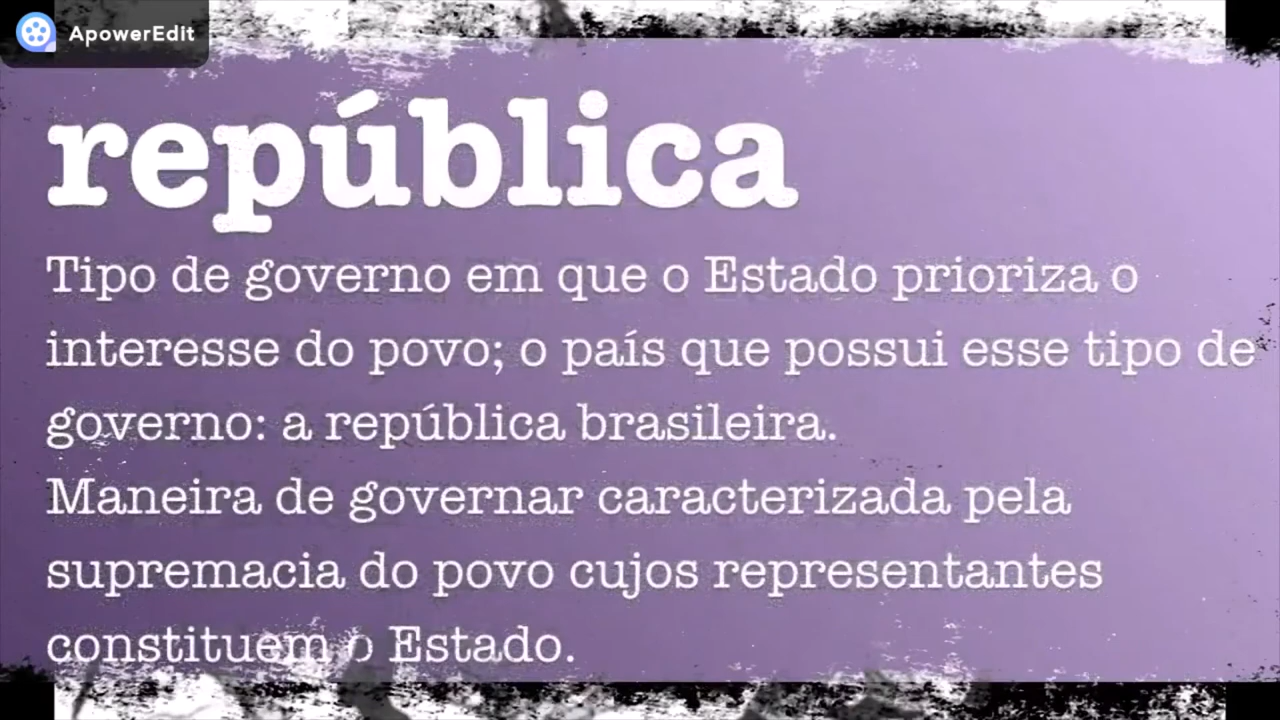 ApowerEdit
república
Tipo de governo em que o Estado prioriza o
interesse do povo; o país que possui esse tipo de
governo: a república brasileira.
Maneira de governar caracterizada pela
supremacia do povo cujos representantes
constituem o Estado.